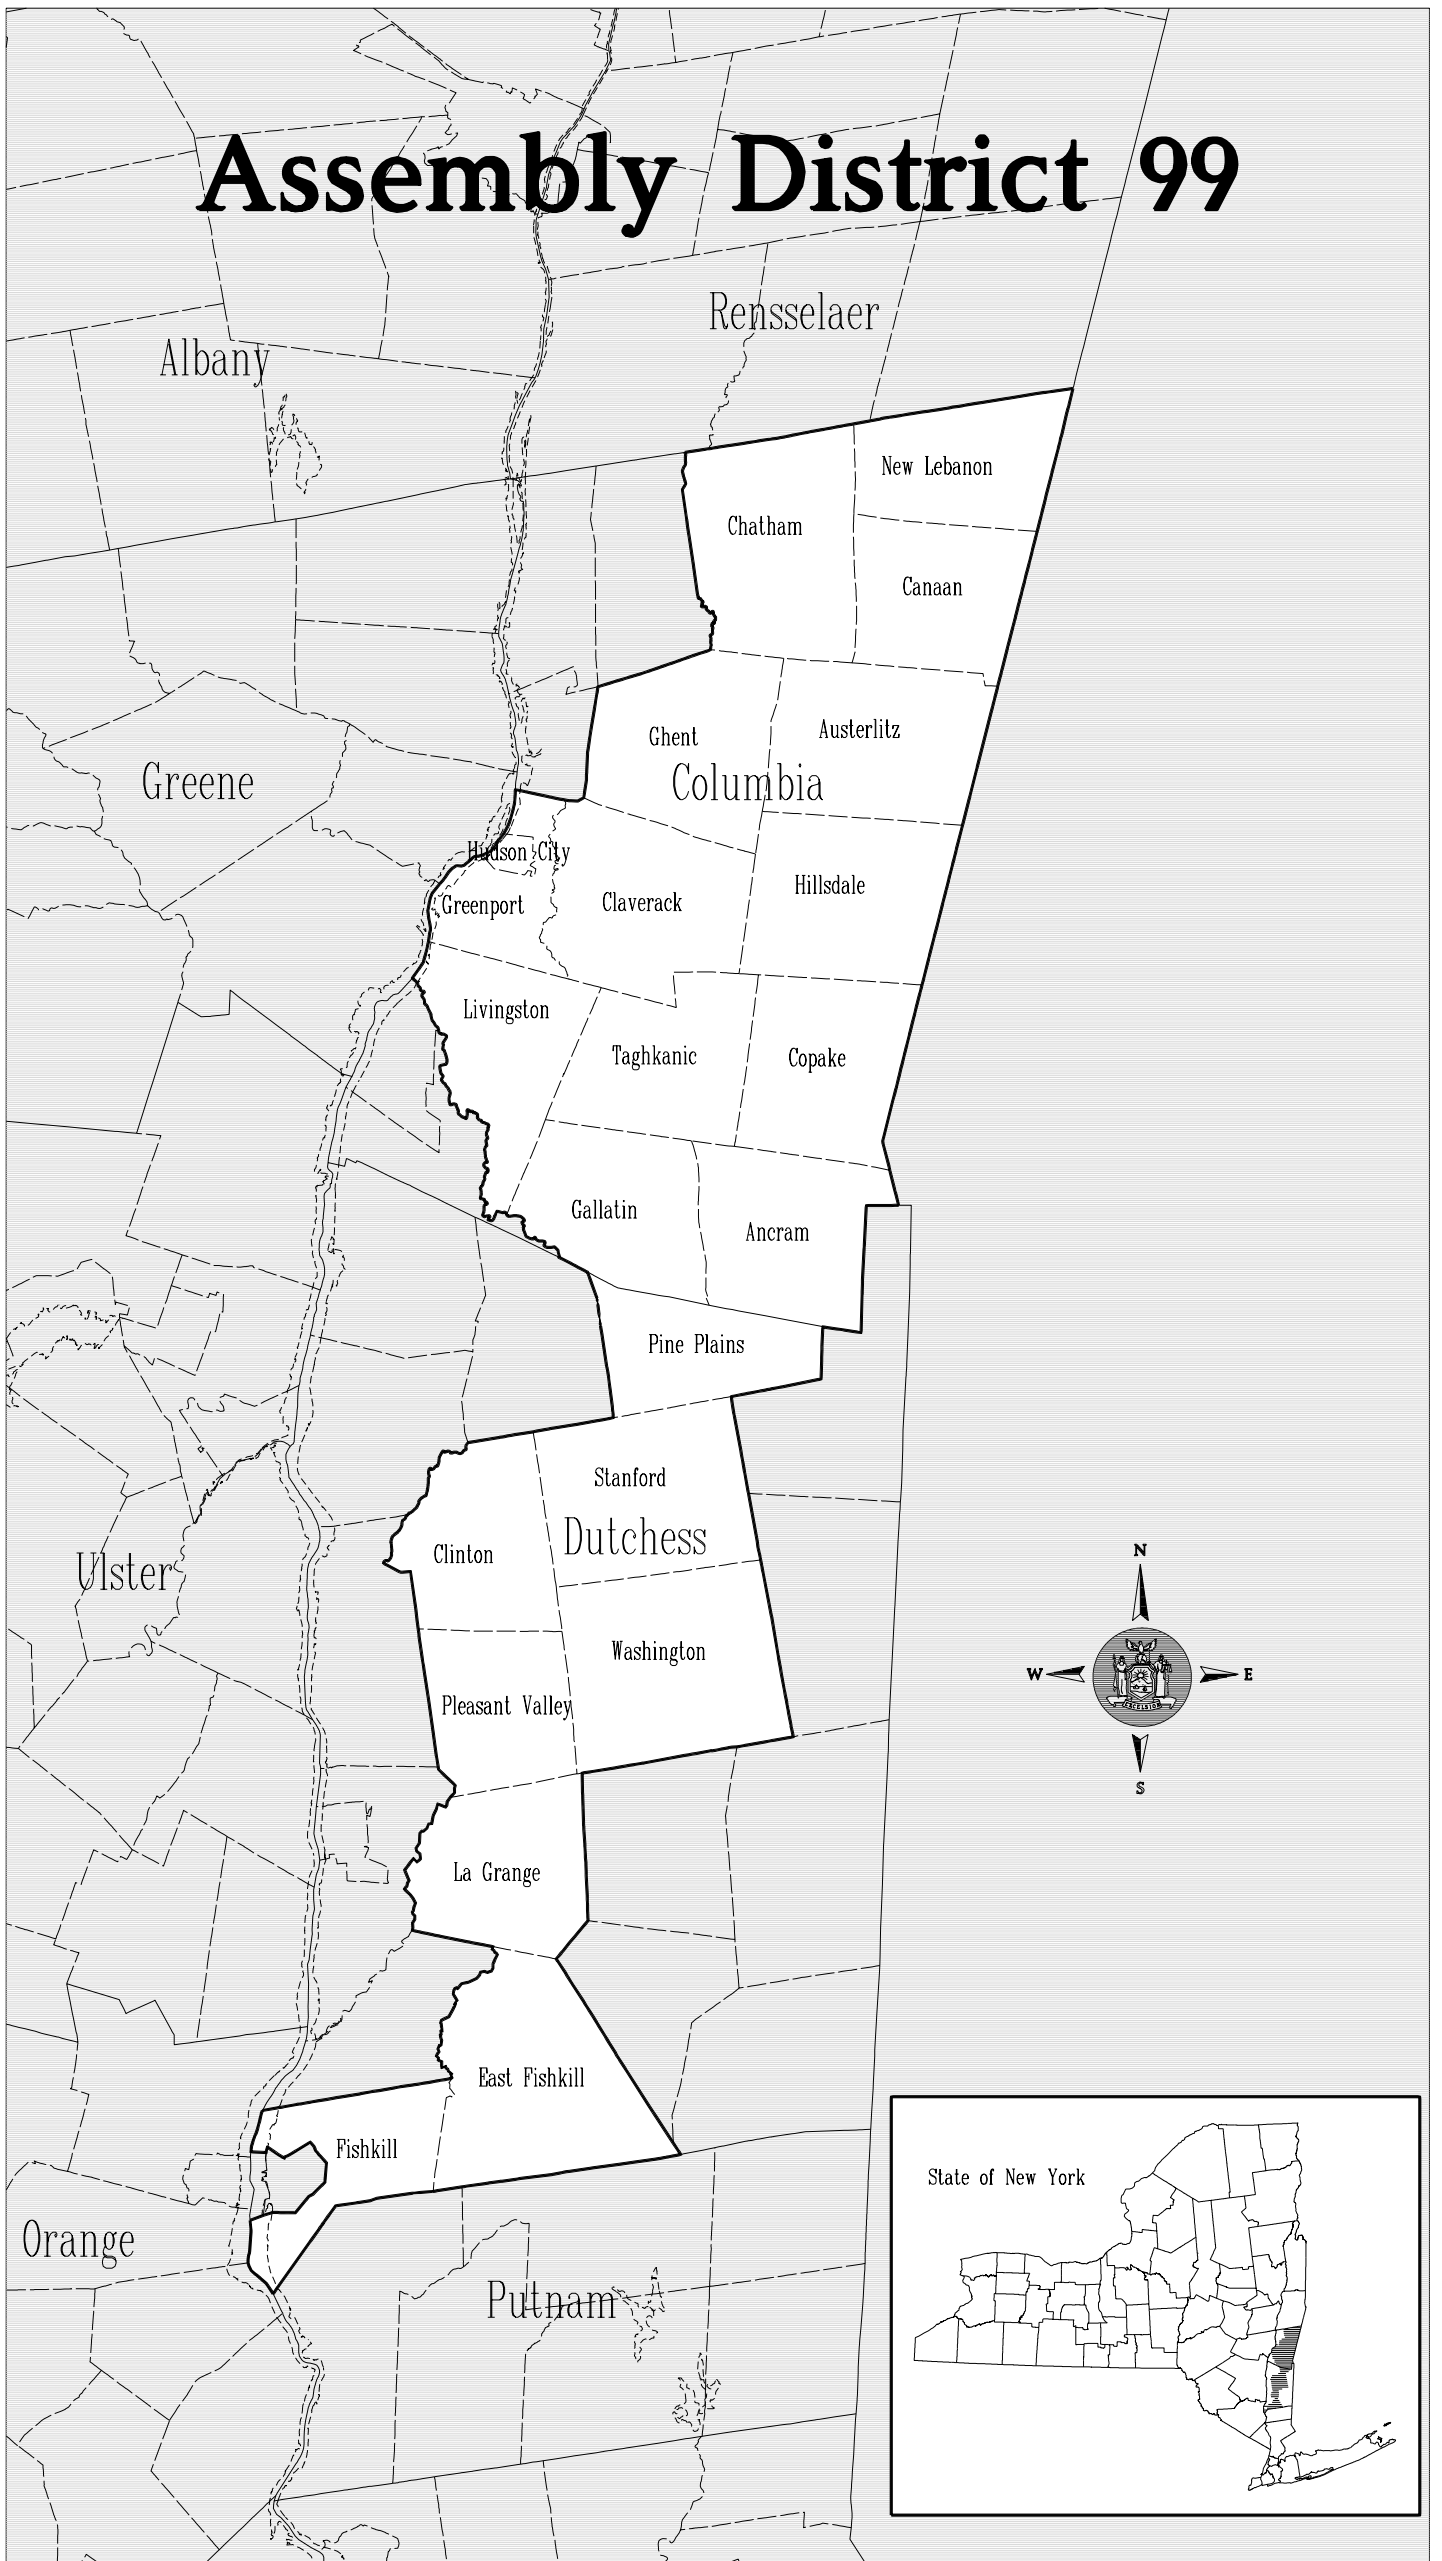 Assembly District 99
Rensselaer
Albany
New Lebanon
Chatham
Canaan
Austerlitz
Ghent
Columbia
Greene
Hudson City
Hillsdale
Claverack
Greenport
Livingston
Taghkanic
Copake
Gallatin
Ancram
Pine Plains
Stanford
Dutchess
Clinton
N
Ulster
Washington
W
E
EXCELSIOR
Pleasant Valley
S
La Grange
East Fishkill
Fishkill
State of New York
Orange
Putnam